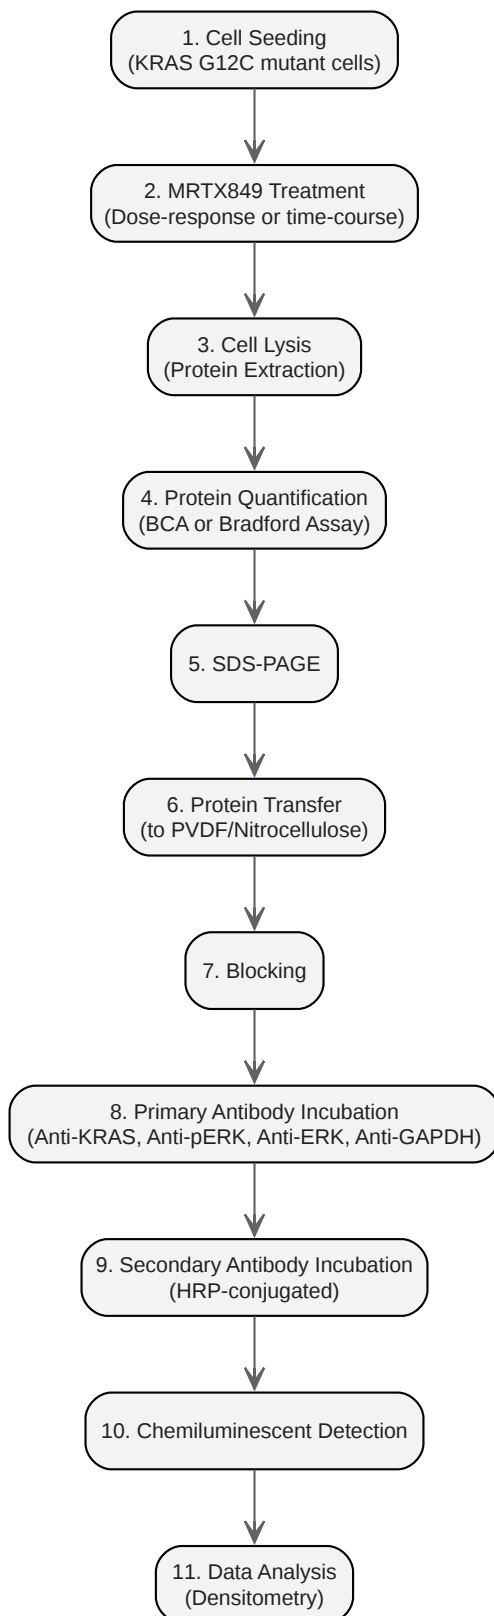 1. Cell Seeding
(KRAS G12C mutant cells)
2. MRTX849 Treatment
(Dose-response or time-course)
3. Cell Lysis
(Protein Extraction)
4. Protein Quantification
(BCA or Bradford Assay)
5. SDS-PAGE
6. Protein Transfer
(to PVDF/Nitrocellulose)
7. Blocking
8. Primary Antibody Incubation
(Anti-KRAS, Anti-pERK, Anti-ERK, Anti-GAPDH)
9. Secondary Antibody Incubation
(HRP-conjugated)
10. Chemiluminescent Detection
11. Data Analysis
(Densitometry)